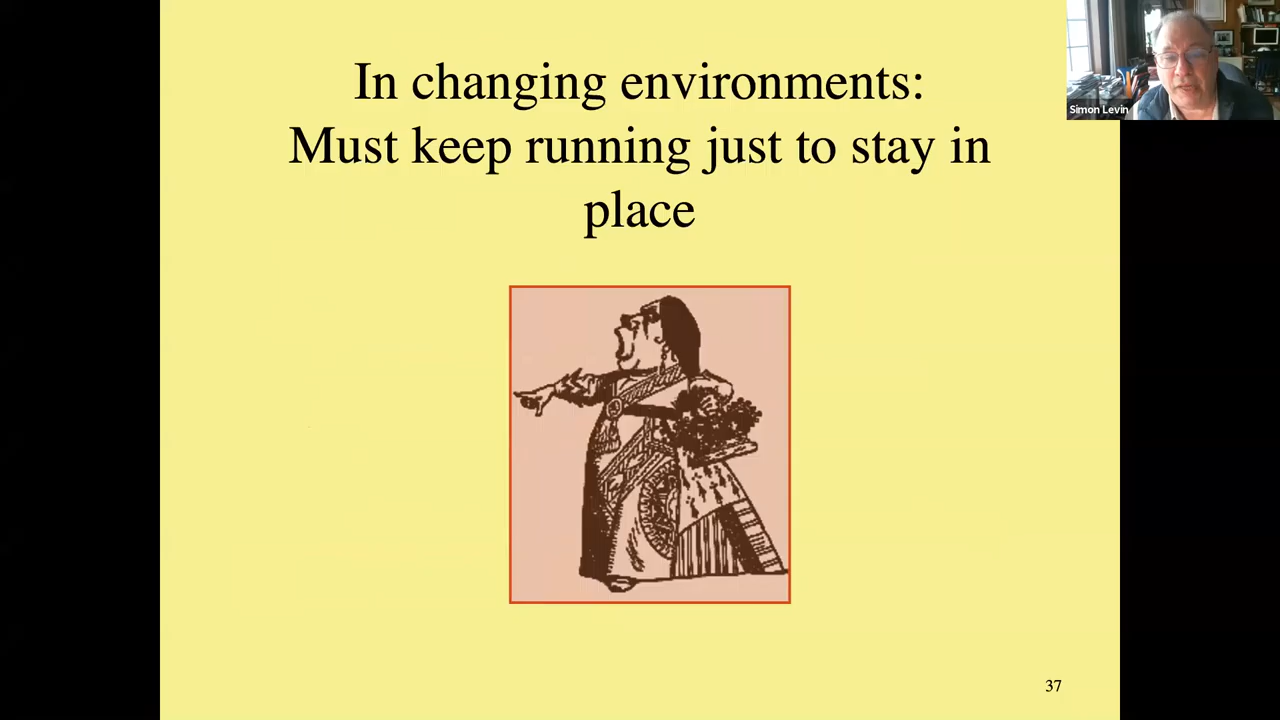 In changing environments:
Must keep running just to stay in
place
Simon Levin
37